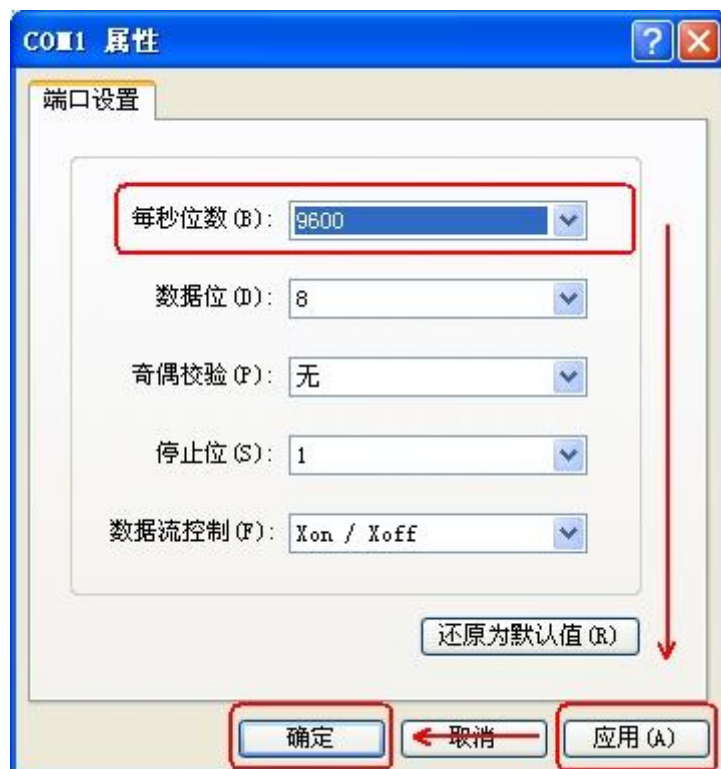 COM1 属性
端口设置
每秒位数(B): 9600
数据位(D): 8
奇偶校验(P): 无
停止位(S): 1
数据流控制(F): Xon / Xoff
还原为默认值(R)
确定 取消 应用(A)